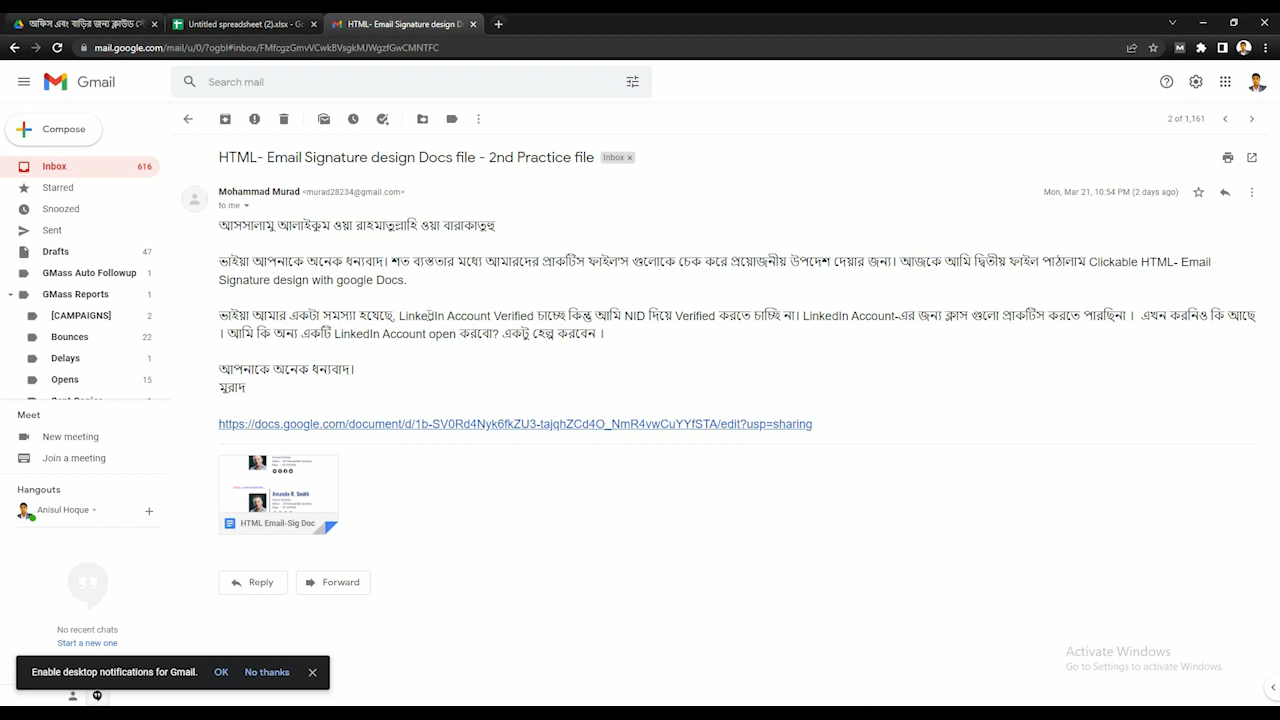 অফিস এবং বাড়ির জন্য ক্লাউড স্টো
Untitled spreadsheet (2).xlsx - Go
HTML- Email Signature design D
mail.google.com/mail/u/0/?ogbl#inbox/FMfcgzGmvVCwkBVsgkMJWgzfGwCMNTFC
Gmail
Search mail
Compose
2 of 1,161
Inbox 616
Starred
Snoozed
Sent
Drafts 47
GMass Auto Followup 1
GMass Reports 1
[CAMPAIGNS] 2
Bounces 22
Delays 1
Opens 15
Meet
New meeting
Join a meeting
Hangouts
Anisul Hoque
No recent chats
Start a new one
HTML- Email Signature design Docs file - 2nd Practice file Inbox x
Mohammad Murad <murad28234@gmail.com>
Mon, Mar 21, 10:54 PM (2 days ago)
to me
আসসালামু আলাইকুম ওয়া রাহমাতুল্লাহি ওয়া বারাকাতুহু
ভাইয়া আপনাকে অনেক ধন্যবাদ। শত ব্যস্ততার মধ্যে আমারদের প্রাকটিস ফাইল'স গুলোকে চেক করে প্রয়োজনীয় উপদেশ দেয়ার জন্য। আজকে আমি দ্বিতীয় ফাইল পাঠালাম Clickable HTML- Email
Signature design with google Docs.
ভাইয়া আমার একটা সমস্যা হষেছে, LinkedIn Account Verified চাচ্ছে কিন্তু আমি NID দিয়ে Verified করতে চাচ্ছি না। LinkedIn Account-এর জন্য ক্লাস গুলো প্রাকটিস করতে পারছিনা । এখন করনিও কি আছে
। আমি কি অন্য একটি LinkedIn Account open করবো? একটু হেল্প করবেন ।
আপনাকে অনেক ধন্যবাদ।
মুরাদ
https://docs.google.com/document/d/1b-SV0Rd4Nyk6fkZU3-tajqhZCd4O_NmR4vwCuYYfSTA/edit?usp=sharing
Amanda R. Smith
HTML Email-Sig Doc
Reply
Forward
Enable desktop notifications for Gmail. OK No thanks
Activate Windows
Go to Settings to activate Windows.